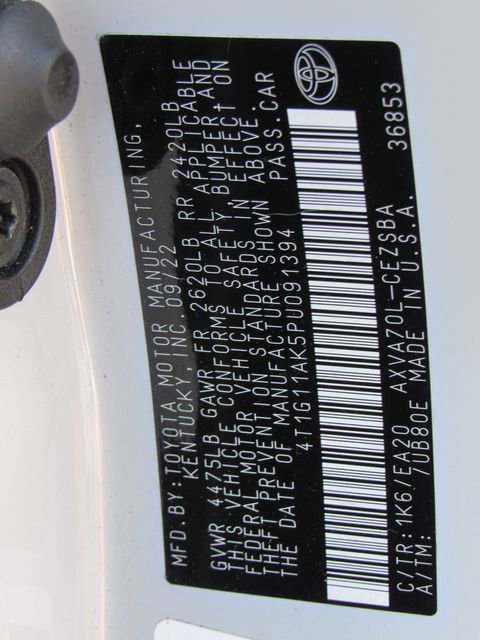 MFD.BY: TOYOTA MOTOR MANUFACTURING,
KENTUCKY, INC. 09/22
GVWR 4475LB GAWR FR 2620LB RR 2420LB
THIS VEHICLE CONFORMS TO ALL APPLICABLE
FEDERAL MOTOR VEHICLE SAFETY, BUMPER, AND
THEFT PREVENTION STANDARDS IN EFFECT ON
THE DATE OF MANUFACTURE SHOWN ABOVE.
4T1G11AK5PU091394 PASS.CAR
C/TR: 1K6/EA20 AXVA70L-CEZSBA 36853
A/TM: 7UB80E MADE IN U.S.A.